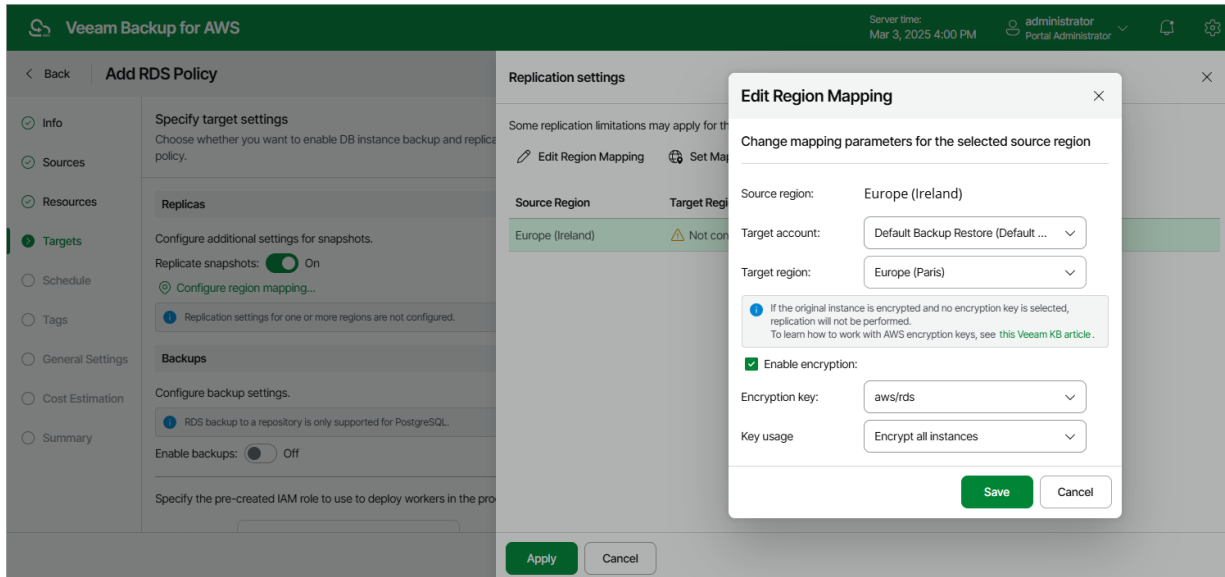 Veeam Backup for AWS
Server time:
Mar 3, 2025 4:00 PM
administrator
Portal Administrator
Back
Add RDS Policy
Info
Sources
Resources
Targets
Schedule
Tags
General Settings
Cost Estimation
Summary
Specify target settings
Choose whether you want to enable DB instance backup and replica
policy.
Replicas
Configure additional settings for snapshots.
Replicate snapshots: On
Configure region mapping...
Replication settings for one or more regions are not configured.
Backups
Configure backup settings.
RDS backup to a repository is only supported for PostgreSQL.
Enable backups: Off
Specify the pre-created IAM role to use to deploy workers in the pro
Replication settings
Some replication limitations may apply for th
Edit Region Mapping Set Map
Source Region Target Regi
Europe (Ireland) Not con
Apply Cancel
Edit Region Mapping
Change mapping parameters for the selected source region
Source region: Europe (Ireland)
Target account: Default Backup Restore (Default ...
Target region: Europe (Paris)
If the original instance is encrypted and no encryption key is selected,
replication will not be performed.
To learn how to work with AWS encryption keys, see this Veeam KB article.
Enable encryption:
Encryption key: aws/rds
Key usage Encrypt all instances
Save Cancel